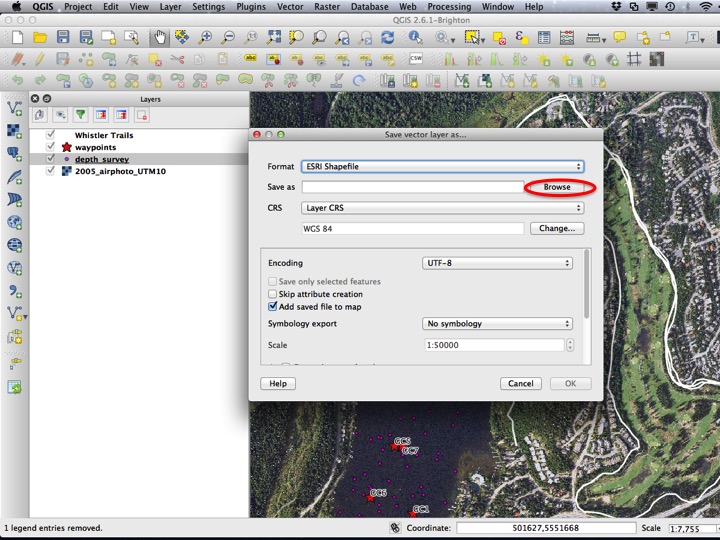 QGIS Project Edit View Layer Settings Plugins Vector Raster Database Web Processing Window Help
QGIS 2.6.1-Brighton
Layers
Whistler Trails
waypoints
depth_survey
2005_airphoto_UTM10
Save vector layer as...
Format ESRI Shapefile
Save as Browse
CRS Layer CRS
WGS 84 Change...
Encoding UTF-8
Save only selected features
Skip attribute creation
Add saved file to map
Symbology export No symbology
Scale 1:50000
Help Cancel OK
GC5
GC7
GC6
GC1
1 legend entries removed. Coordinate: 501627,5551668 Scale 1:7,755